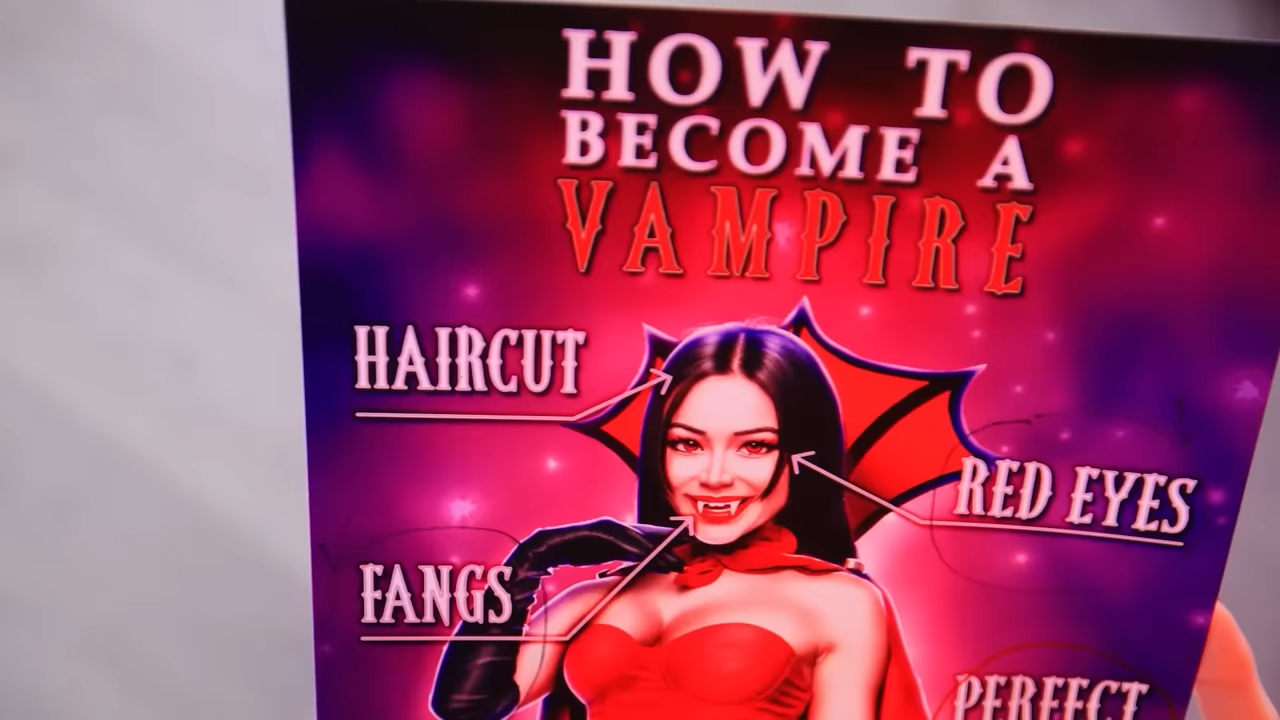 HOW TO
BECOME A
VAMPIRE
HAIRCUT
RED EYES
FANGS
PERFECT